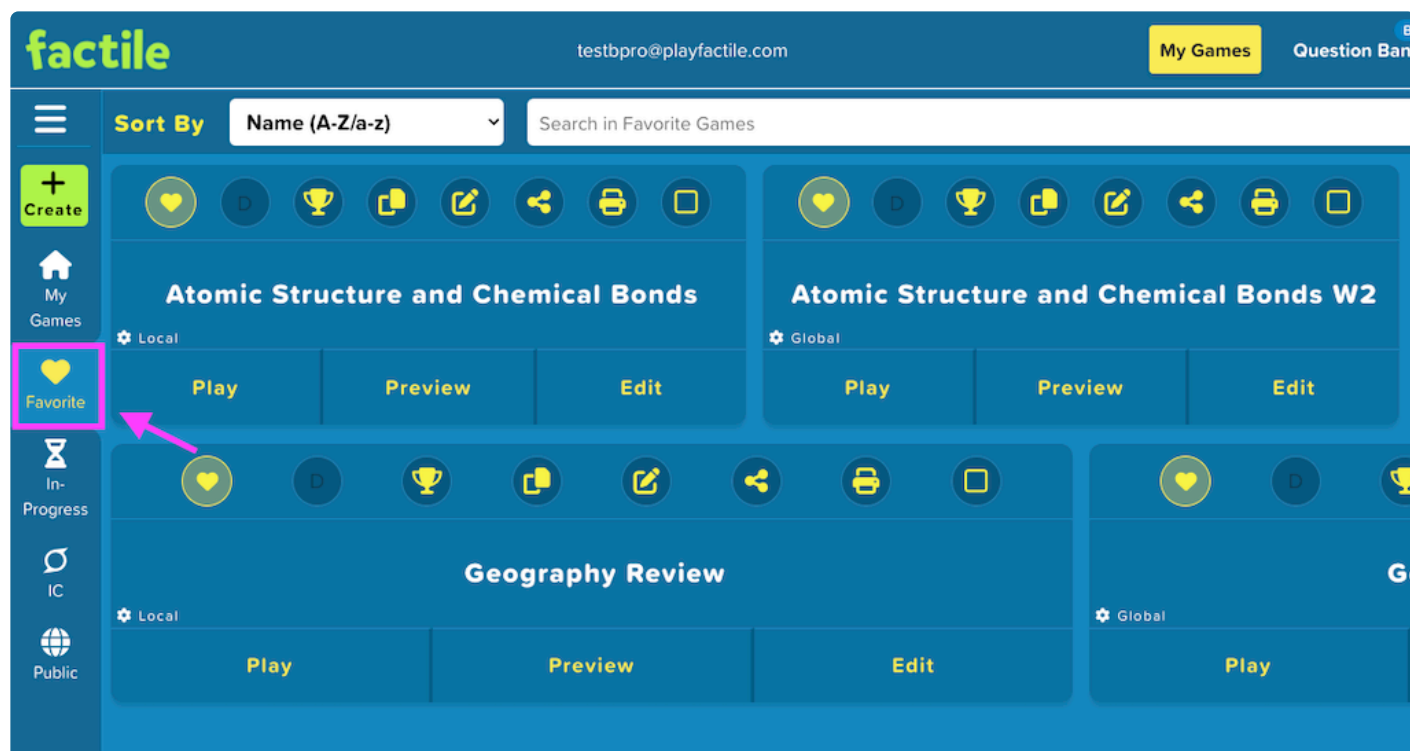 factile
testbpro@playfactile.com
My Games
B
Question Ban
Sort By
Name (A-Z/a-z)
Search in Favorite Games
+
Create
My
Games
Favorite
In-
Progress
IC
Public
D
Atomic Structure and Chemical Bonds
Local
Play
Preview
Edit
D
Atomic Structure and Chemical Bonds W2
Global
Play
Preview
Edit
D
Geography Review
Local
Play
Preview
Edit
D
G
Global
Play